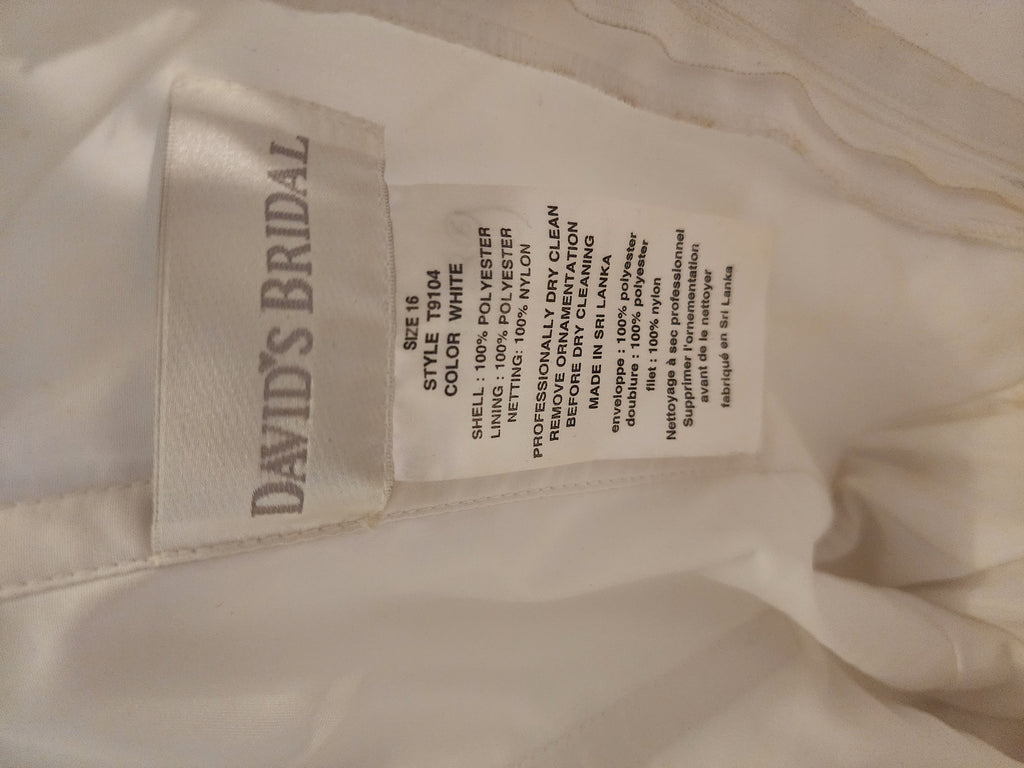 DAVID'S BRIDAL
SIZE 16
STYLE T9104
COLOR WHITE
SHELL : 100% POLYESTER
LINING : 100% POLYESTER
NETTING: 100% NYLON
PROFESSIONALLY DRY CLEAN
REMOVE ORNAMENTATION
BEFORE DRY CLEANING
MADE IN SRI LANKA
enveloppe : 100% polyester
doublure : 100% polyester
filet : 100% nylon
Nettoyage à sec professionnel
Supprimer l'ornementation
avant de le nettoyer
fabriqué en Sri Lanka